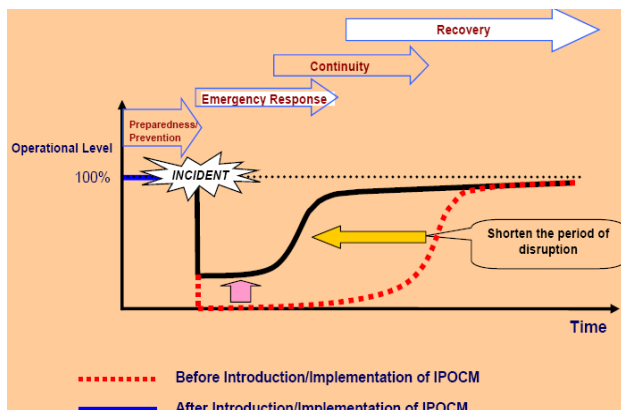 Recovery
Continuity
Emergency Response
Preparedness/
Prevention
Operational Level
INCIDENT
100%
Shorten the period of
disruption
Time
Before Introduction/Implementation of IPOCM
After Introduction/Implementation of IPOCM